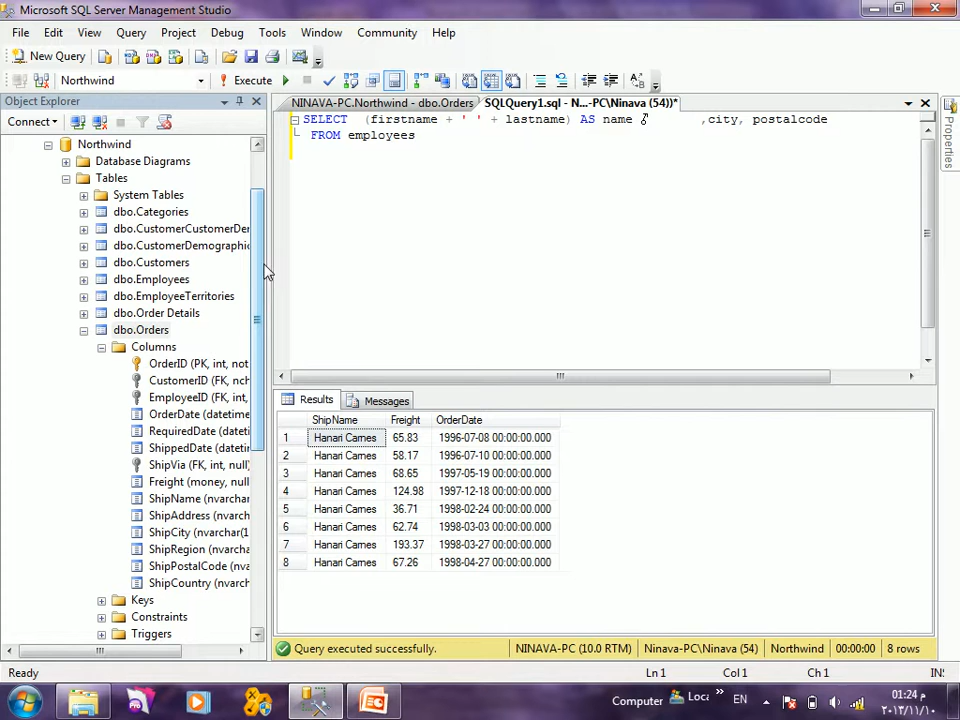 Microsoft SQL Server Management Studio
File Edit View Query Project Debug Tools Window Community Help
New Query
Northwind Execute
Object Explorer
NINAVA-PC.Northwind - dbo.Orders SQLQuery1.sql - N...-PC\Ninava (54))*
Connect
SELECT (firstname + ' ' + lastname) AS name ,city, postalcode
FROM employees
Properties
Northwind
Database Diagrams
Tables
System Tables
dbo.Categories
dbo.CustomerCustomerDer
dbo.CustomerDemographic
dbo.Customers
dbo.Employees
dbo.EmployeeTerritories
dbo.Order Details
dbo.Orders
Columns
OrderID (PK, int, not
CustomerID (FK, nch
EmployeeID (FK, int,
OrderDate (datetime
RequiredDate (datetim
ShippedDate (datetim
ShipVia (FK, int, null)
Freight (money, null)
ShipName (nvarchar
ShipAddress (nvarch
ShipCity (nvarchar(1
ShipRegion (nvarcha
ShipPostalCode (nva
ShipCountry (nvarch
Keys
Constraints
Triggers
Results Messages
ShipName Freight OrderDate
1 Hanari Carnes 65.83 1996-07-08 00:00:00.000
2 Hanari Carnes 58.17 1996-07-10 00:00:00.000
3 Hanari Carnes 68.65 1997-05-19 00:00:00.000
4 Hanari Carnes 124.98 1997-12-18 00:00:00.000
5 Hanari Carnes 36.71 1998-02-24 00:00:00.000
6 Hanari Carnes 62.74 1998-03-03 00:00:00.000
7 Hanari Carnes 193.37 1998-03-27 00:00:00.000
8 Hanari Carnes 67.26 1998-04-27 00:00:00.000
Query executed successfully. NINAVA-PC (10.0 RTM) Ninava-PC\Ninava (54) Northwind 00:00:00 8 rows
Ready Ln 1 Col 1 Ch 1 INS
Computer Loca EN 01:24 م
٢٠١٣/١١/١٠